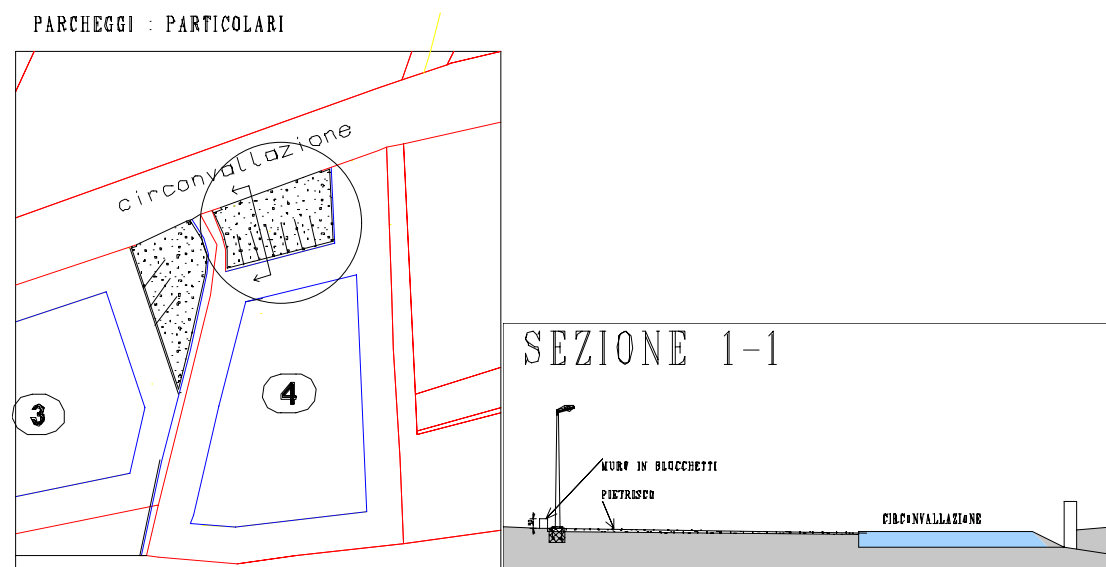 PARCHEGGI : PARTICOLARI
circonvallazione
3
4
SEZIONE 1-1
MURO IN BLOCCHETTI
PIETRISCO
CIRCONVALLAZIONE